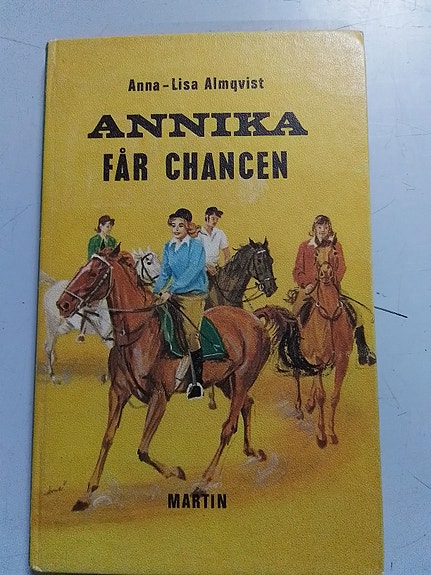 Anna-Lisa Almqvist
ANNIKA
FÅR CHANCEN
MARTIN